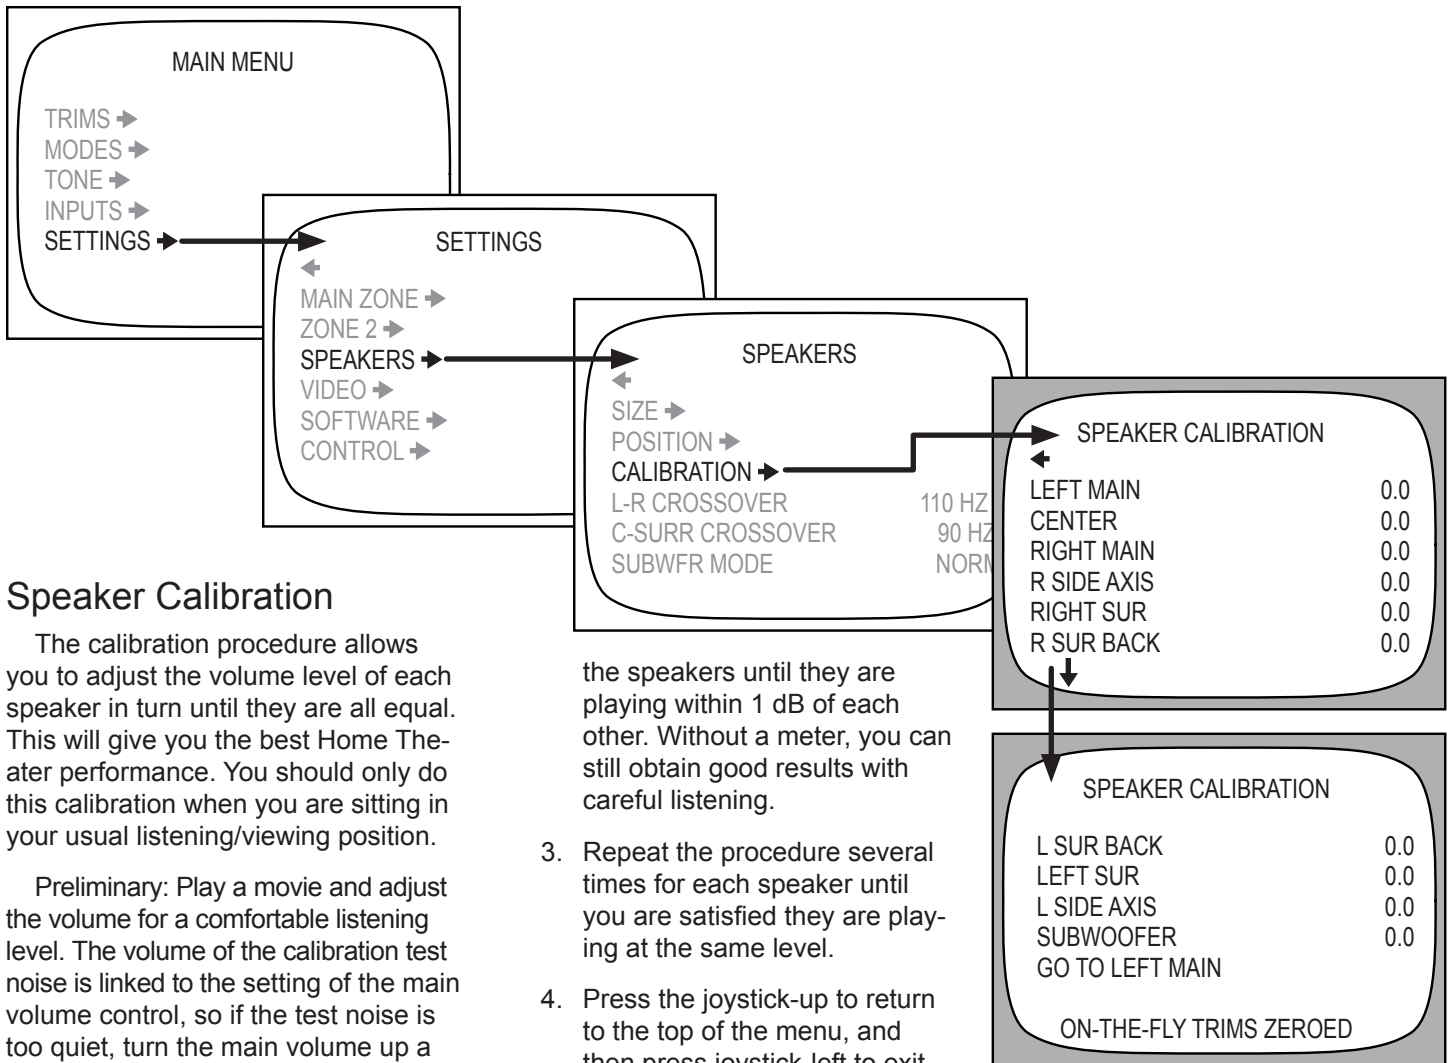 MAIN MENU
TRIMS
MODES
TONE
INPUTS
SETTINGS
SETTINGS
MAIN ZONE
ZONE 2
SPEAKERS
VIDEO
SOFTWARE
CONTROL
SPEAKERS
SIZE
POSITION
CALIBRATION
L-R CROSSOVER 110 HZ
C-SURR CROSSOVER 90 HZ
SUBWFR MODE NORM
SPEAKER CALIBRATION
LEFT MAIN 0.0
CENTER 0.0
RIGHT MAIN 0.0
R SIDE AXIS 0.0
RIGHT SUR 0.0
R SUR BACK 0.0
SPEAKER CALIBRATION
L SUR BACK 0.0
LEFT SUR 0.0
L SIDE AXIS 0.0
SUBWOOFER 0.0
GO TO LEFT MAIN
ON-THE-FLY TRIMS ZEROED
Speaker Calibration
The calibration procedure allows
you to adjust the volume level of each
speaker in turn until they are all equal.
This will give you the best Home The-
ater performance. You should only do
this calibration when you are sitting in
your usual listening/viewing position.
Preliminary: Play a movie and adjust
the volume for a comfortable listening
level. The volume of the calibration test
noise is linked to the setting of the main
volume control, so if the test noise is
too quiet, turn the main volume up a
the speakers until they are
playing within 1 dB of each
other. Without a meter, you can
still obtain good results with
careful listening.
3. Repeat the procedure several
times for each speaker until
you are satisfied they are play-
ing at the same level.
4. Press the joystick-up to return
to the top of the menu, and
then press joystick-left to exit